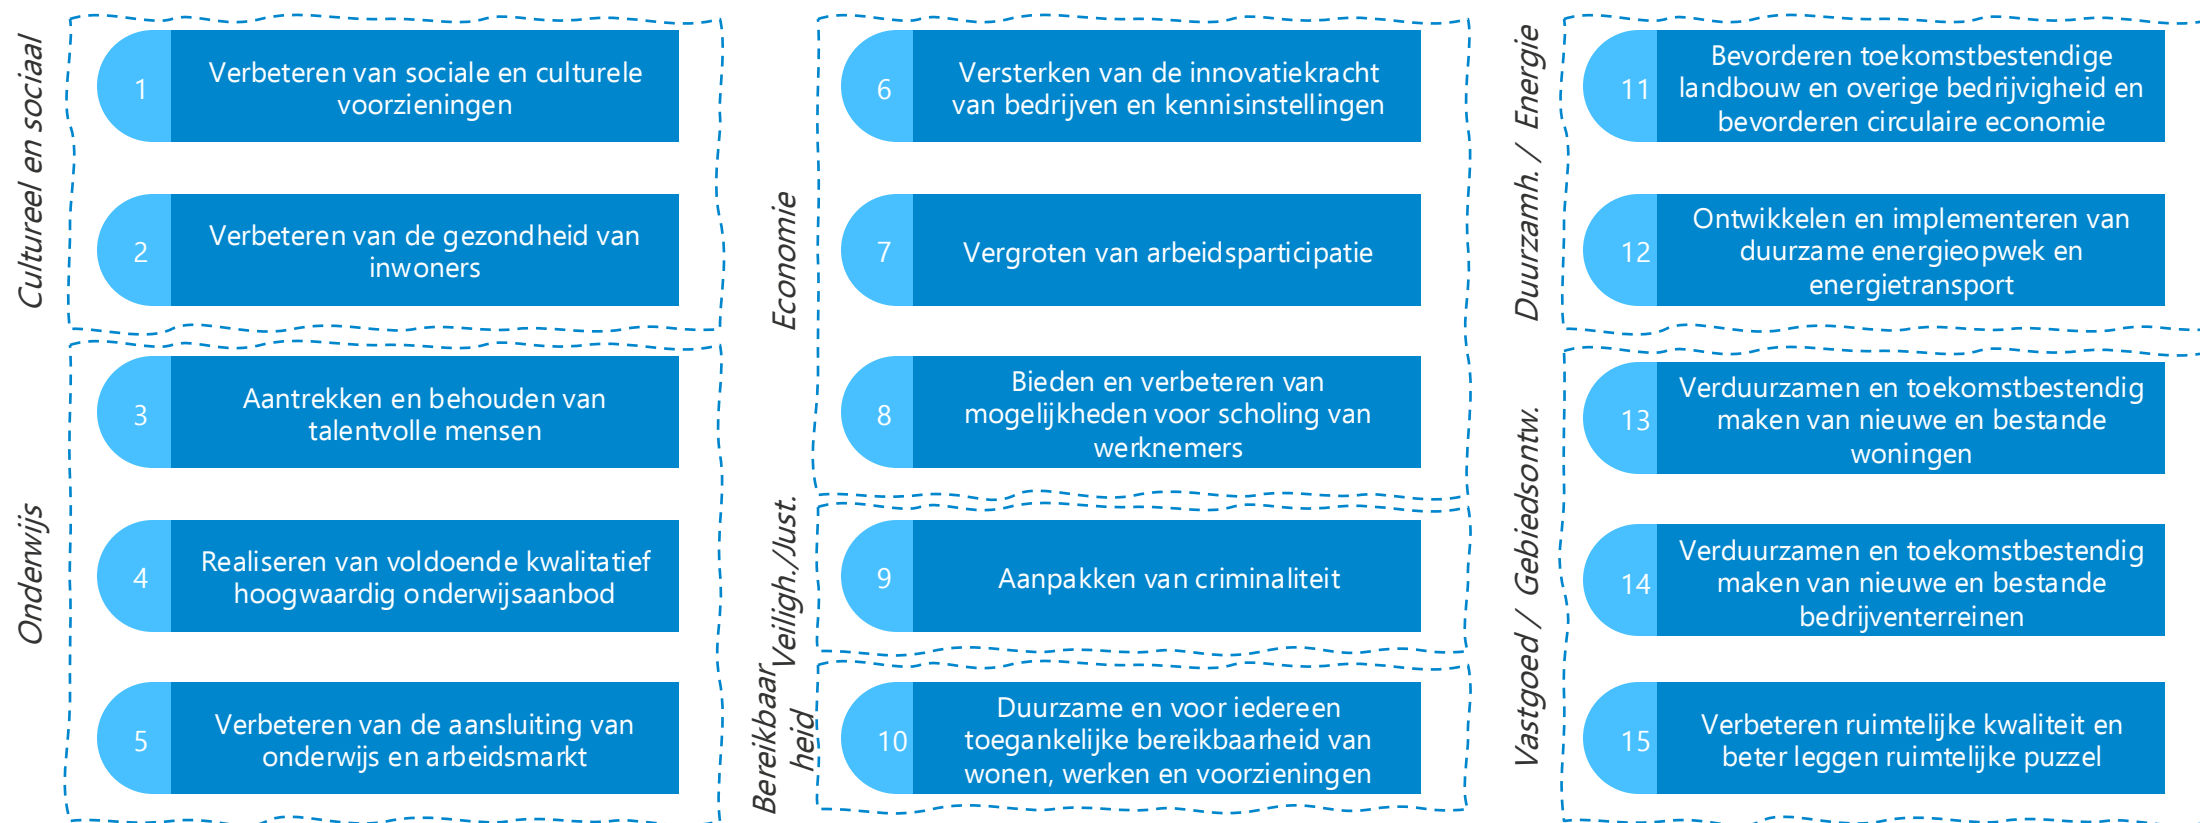 Cultureel en sociaal
1
Verbeteren van sociale en culturele
voorzieningen
2
Verbeteren van de gezondheid van
inwoners
Onderwijs
3
Aantrekken en behouden van
talentvolle mensen
4
Realiseren van voldoende kwalitatief
hoogwaardig onderwijsaanbod
5
Verbeteren van de aansluiting van
onderwijs en arbeidsmarkt
Economie
6
Versterken van de innovatiekracht
van bedrijven en kennisinstellingen
7
Vergroten van arbeidsparticipatie
8
Bieden en verbeteren van
mogelijkheden voor scholing van
werknemers
Veiligh./Just.
9
Aanpakken van criminaliteit
Bereikbaar
heid
10
Duurzame en voor iedereen
toegankelijke bereikbaarheid van
wonen, werken en voorzieningen
Duurzamh. / Energie
11
Bevorderen toekomstbestendige
landbouw en overige bedrijvigheid en
bevorderen circulaire economie
12
Ontwikkelen en implementeren van
duurzame energieopwek en
energietransport
Vastgoed / Gebiedsontw.
13
Verduurzamen en toekomstbestendig
maken van nieuwe en bestande
woningen
14
Verduurzamen en toekomstbestendig
maken van nieuwe en bestande
bedrijventerreinen
15
Verbeteren ruimtelijke kwaliteit en
beter leggen ruimtelijke puzzel